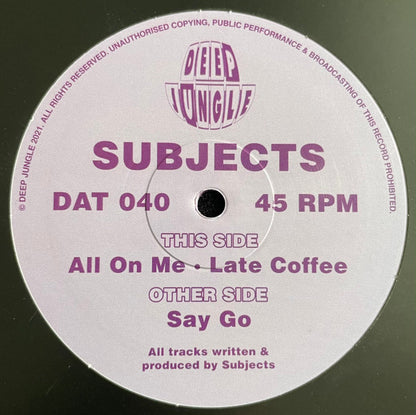 © DEEP JUNGLE 2021. ALL RIGHTS RESERVED. UNAUTHORISED COPYING, PUBLIC PERFORMANCE & BROADCASTING OF THIS RECORD PROHIBITED.
DEEP
JUNGLE
SUBJECTS
DAT 040 45 RPM
THIS SIDE
All On Me • Late Coffee
OTHER SIDE
Say Go
All tracks written &
produced by Subjects